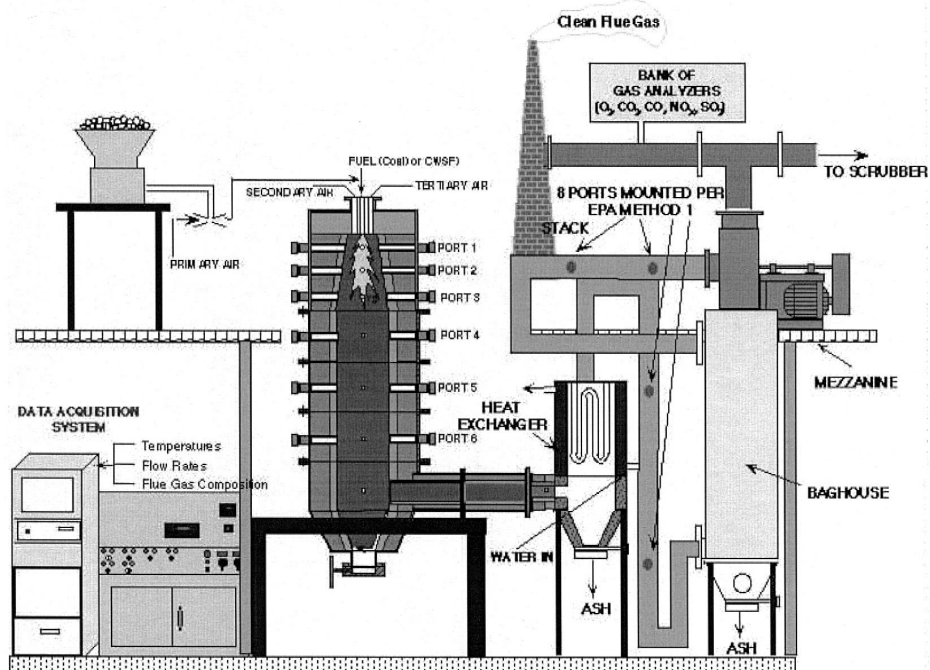 Clean Flue Gas
BANK OF
GAS ANALYZERS
(O₂, CO₂, CO, NOₓ, SO₂)
TO SCRUBBER
FUEL (Coal) or CWSF
SECONDARY AIR
TERTIARY AIR
8 PORTS MOUNTED PER
EPA METHOD 1
STACK
PRIMARY AIR
PORT 1
PORT 2
PORT 3
PORT 4
PORT 5
PORT 6
MEZZANINE
HEAT
EXCHANGER
DATA ACQUISITION
SYSTEM
Temperatures
Flow Rates
Flue Gas Composition
BAGHOUSE
WATER IN
ASH
ASH